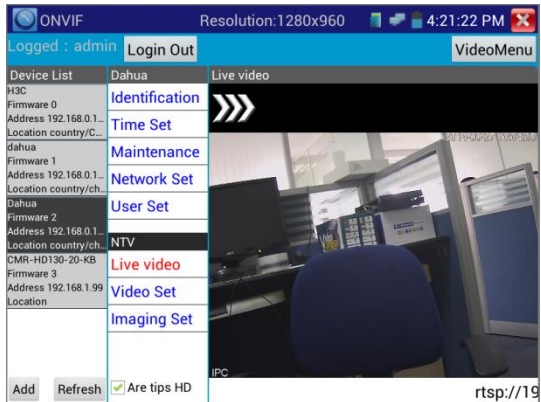 ONVIF Resolution:1280x960 4:21:22 PM
Logged : admin Login Out VideoMenu
Device List
H3C
Firmware 0
Address 192.168.0.1...
Location country/C...
dahua
Firmware 1
Address 192.168.0.1...
Location country/ch...
Dahua
Firmware 2
Address 192.168.0.1...
Location country/ch...
CMR-HD130-20-KB
Firmware 3
Address 192.168.1.99
Location
Add Refresh
Dahua
Identification
Time Set
Maintenance
Network Set
User Set
NTV
Live video
Video Set
Imaging Set
Are tips HD
Live video
IPC
rtsp://19